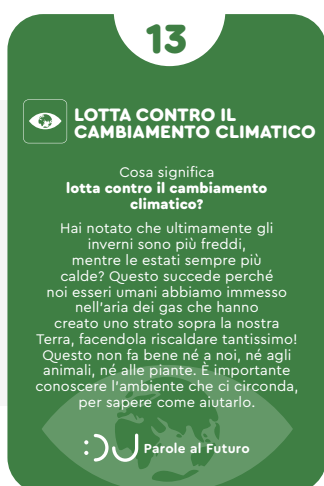 13
LOTTA CONTRO IL
CAMBIAMENTO CLIMATICO
Cosa significa
lotta contro il cambiamento
climatico?
Hai notato che ultimamente gli
inverni sono più freddi,
mentre le estati sempre più
calde? Questo succede perché
noi esseri umani abbiamo immesso
nell'aria dei gas che hanno
creato uno strato sopra la nostra
Terra, facendola riscaldare tantissimo!
Questo non fa bene né a noi, né agli
animali, né alle piante. È importante
conoscere l'ambiente che ci circonda,
per sapere come aiutarlo.
Parole al Futuro